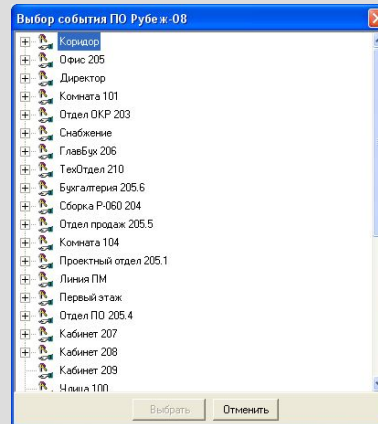 Выбор события ПО Рубеж-08
Коридор
Офис 205
Директор
Комната 101
Отдел ОКР 203
Снабжение
ГлавБух 206
ТехОтдел 210
Бухгалтерия 205.6
Сборка Р-060 204
Отдел продаж 205.5
Комната 104
Проектный отдел 205.1
Линия ПМ
Первый этаж
Отдел ПО 205.4
Кабинет 207
Кабинет 208
Кабинет 209
Улица 100
Выбрать Отменить